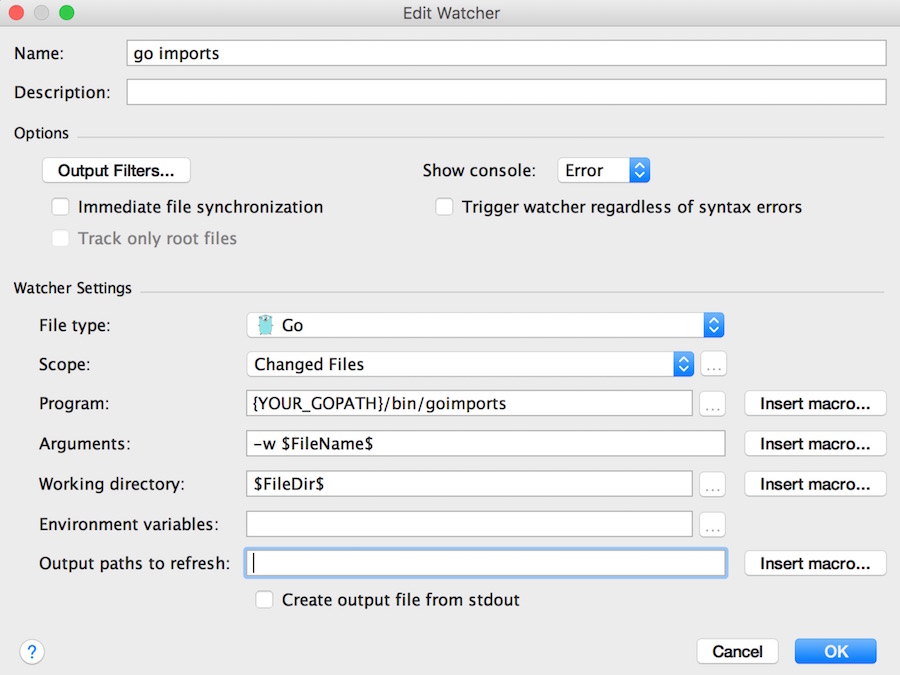 Edit Watcher
Name: go imports
Description:
Options
Output Filters... Show console: Error
Immediate file synchronization Trigger watcher regardless of syntax errors
Track only root files
Watcher Settings
File type: Go
Scope: Changed Files ...
Program: {YOUR_GOPATH}/bin/goimports ... Insert macro...
Arguments: -w $FileName$ Insert macro...
Working directory: $FileDir$ ... Insert macro...
Environment variables: ...
Output paths to refresh: Insert macro...
Create output file from stdout
? Cancel OK